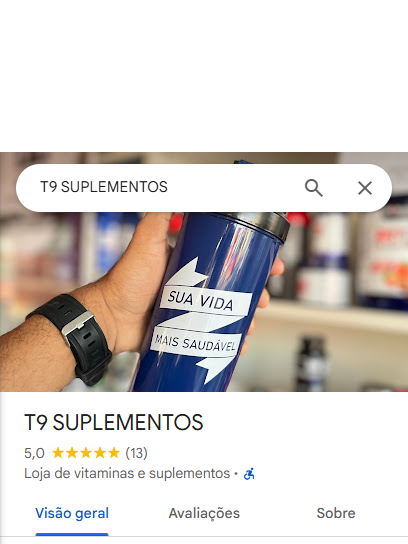 T9 SUPLEMENTOS
SUA VIDA
MAIS SAUDÁVEL
T9 SUPLEMENTOS
5,0 ★★★★★ (13)
Loja de vitaminas e suplementos ·
Visão geral Avaliações Sobre